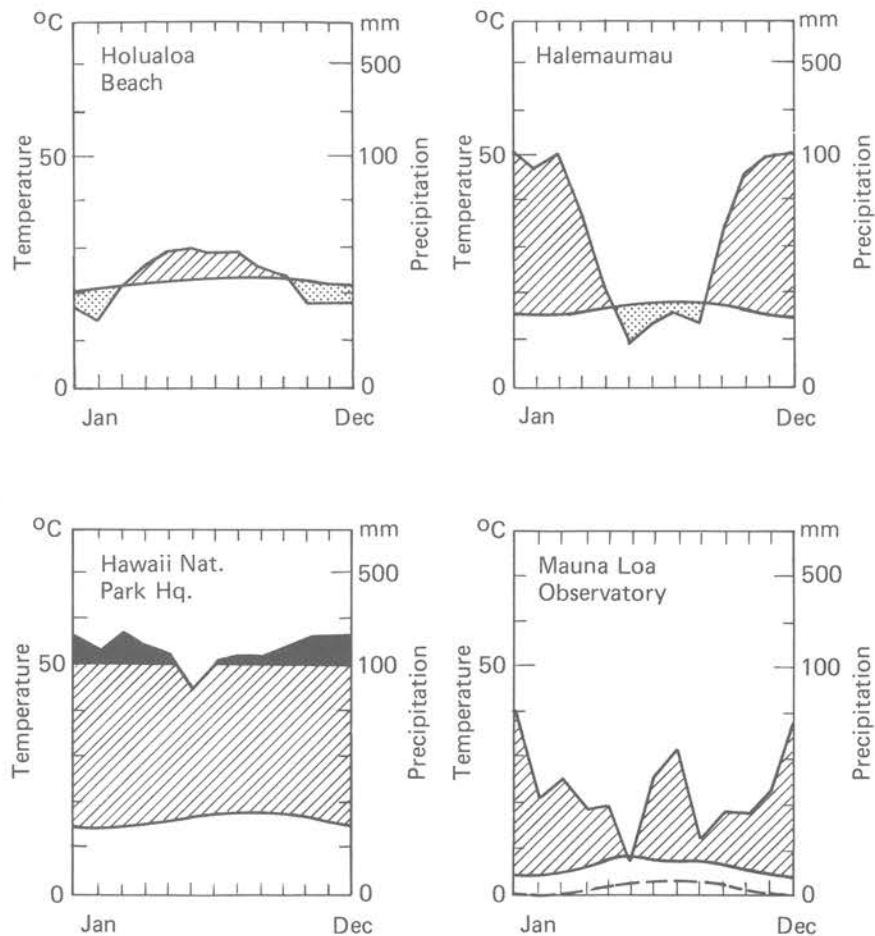 °C
mm
Holualoa
Beach
500
50
100
Temperature
Precipitation
0
0
Jan
Dec
°C
mm
Halemaumau
500
50
100
Temperature
Precipitation
0
0
Jan
Dec
°C
mm
Hawaii Nat.
Park Hq.
500
50
100
Temperature
Precipitation
0
0
Jan
Dec
°C
mm
Mauna Loa
Observatory
500
50
100
Temperature
Precipitation
0
0
Jan
Dec